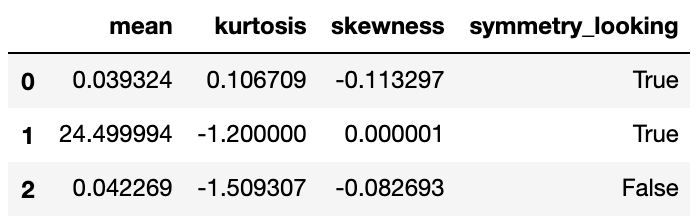 mean kurtosis skewness symmetry_looking
0 0.039324 0.106709 -0.113297 True
1 24.499994 -1.200000 0.000001 True
2 0.042269 -1.509307 -0.082693 False